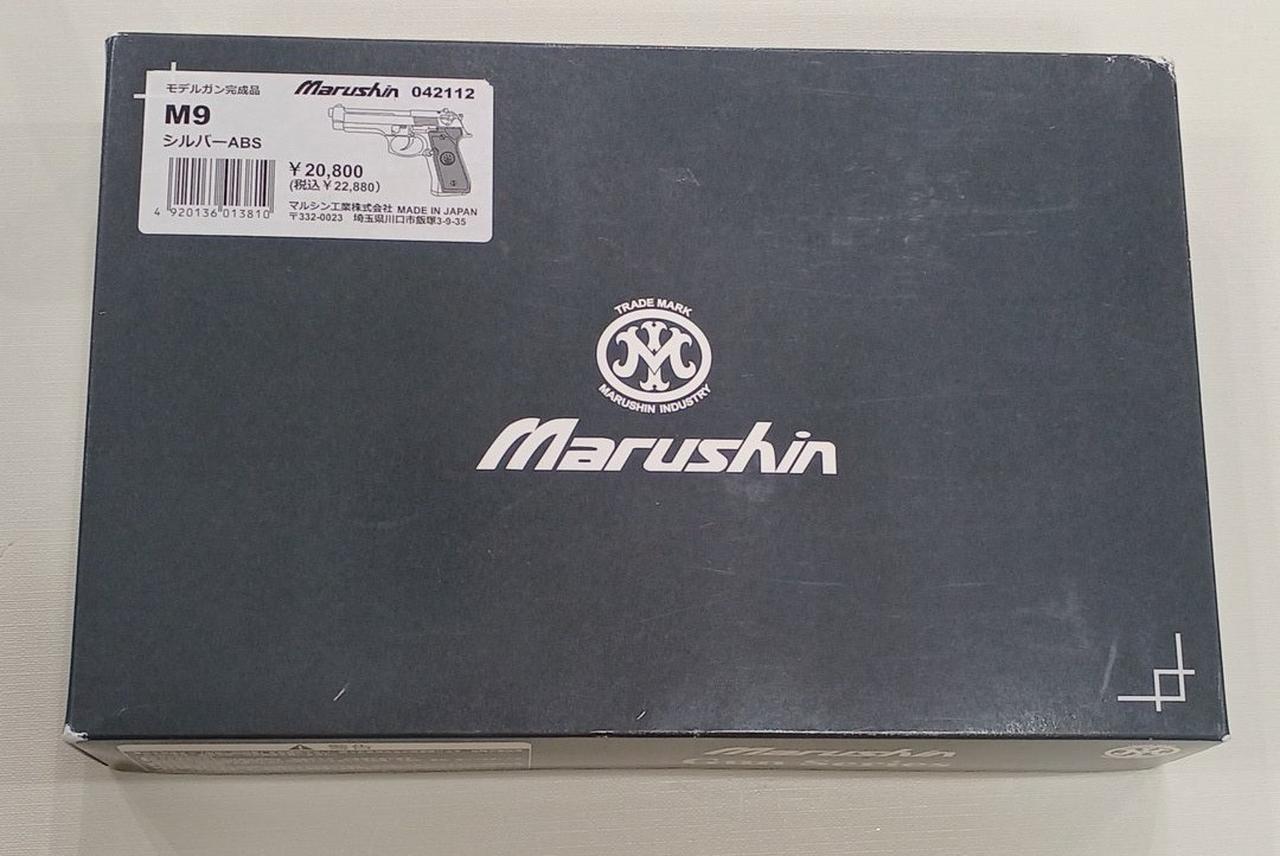 モデルガン完成品
Marushin 042112
M9
シルバーABS
￥20,800
(税込￥22,880)
4 920136 013810
マルシン工業株式会社 MADE IN JAPAN
〒332-0023 埼玉県川口市飯塚3-9-35
TRADE MARK
M
MARUSHIN INDUSTRY
Marushin
Marushin